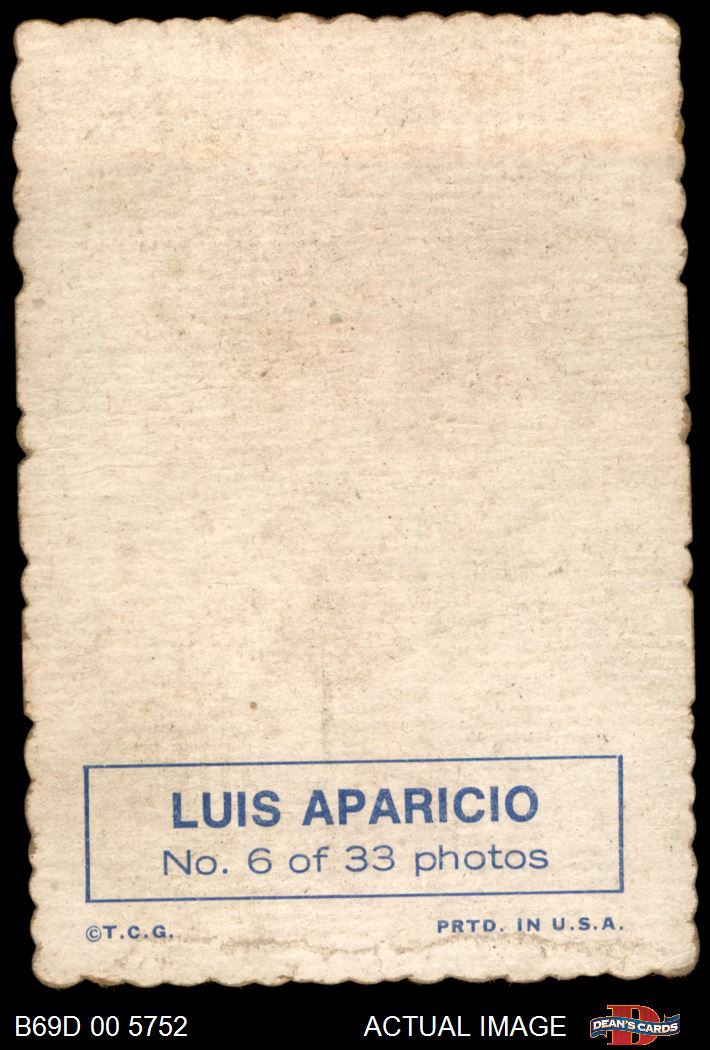 LUIS APARICIO
No. 6 of 33 photos
©T.C.G.
PRTD. IN U.S.A.
B69D 00 5752
ACTUAL IMAGE
D
DEAN'S CARDS